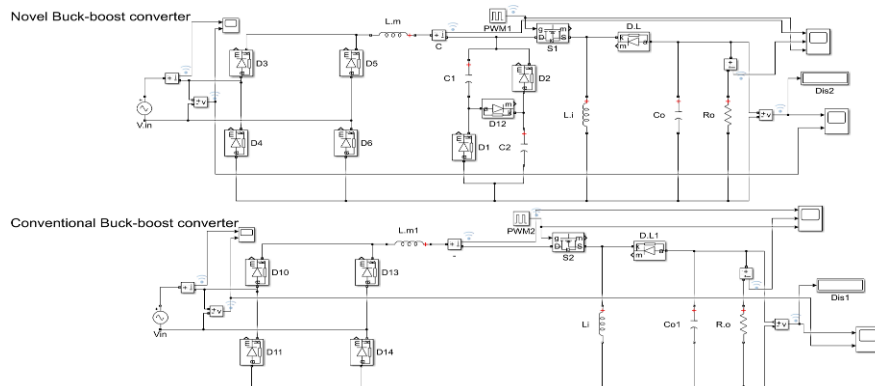 Novel Buck-boost converter
L.m
PWM1
S1
D.L
C
D3
D5
C1
D2
D12
V.in
Dis2
L.i
Co
Ro
D4
D6
D1
C2
Conventional Buck-boost converter
L.m1
PWM2
S2
D.L1
D10
D13
Vin
Dis1
Li
Co1
R.o
D11
D14